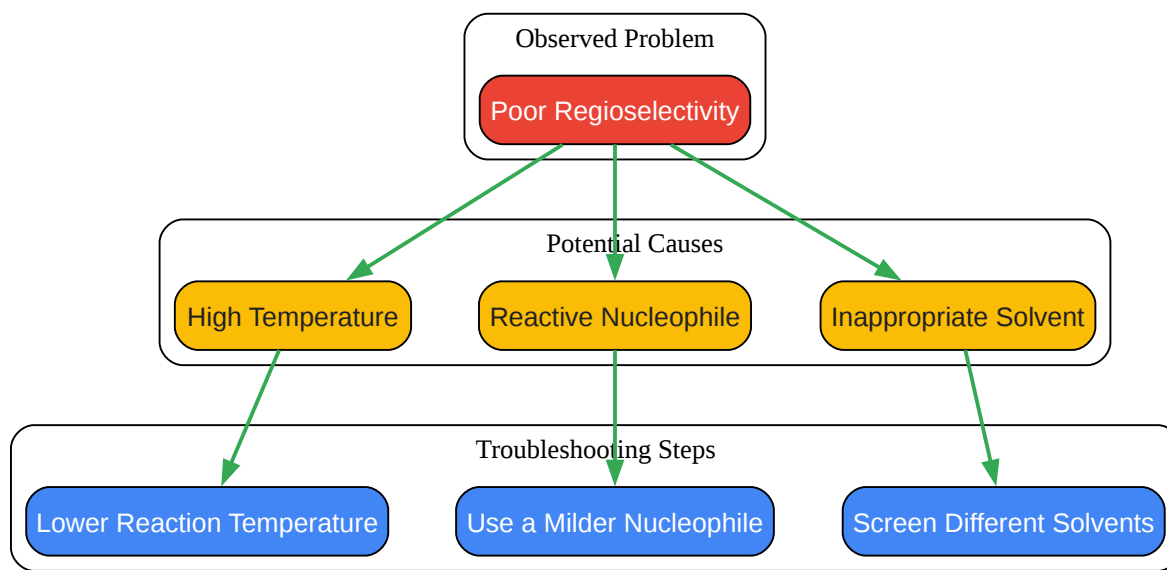 Observed Problem
Poor Regioselectivity
Potential Causes
High Temperature
Reactive Nucleophile
Inappropriate Solvent
Troubleshooting Steps
Lower Reaction Temperature
Use a Milder Nucleophile
Screen Different Solvents